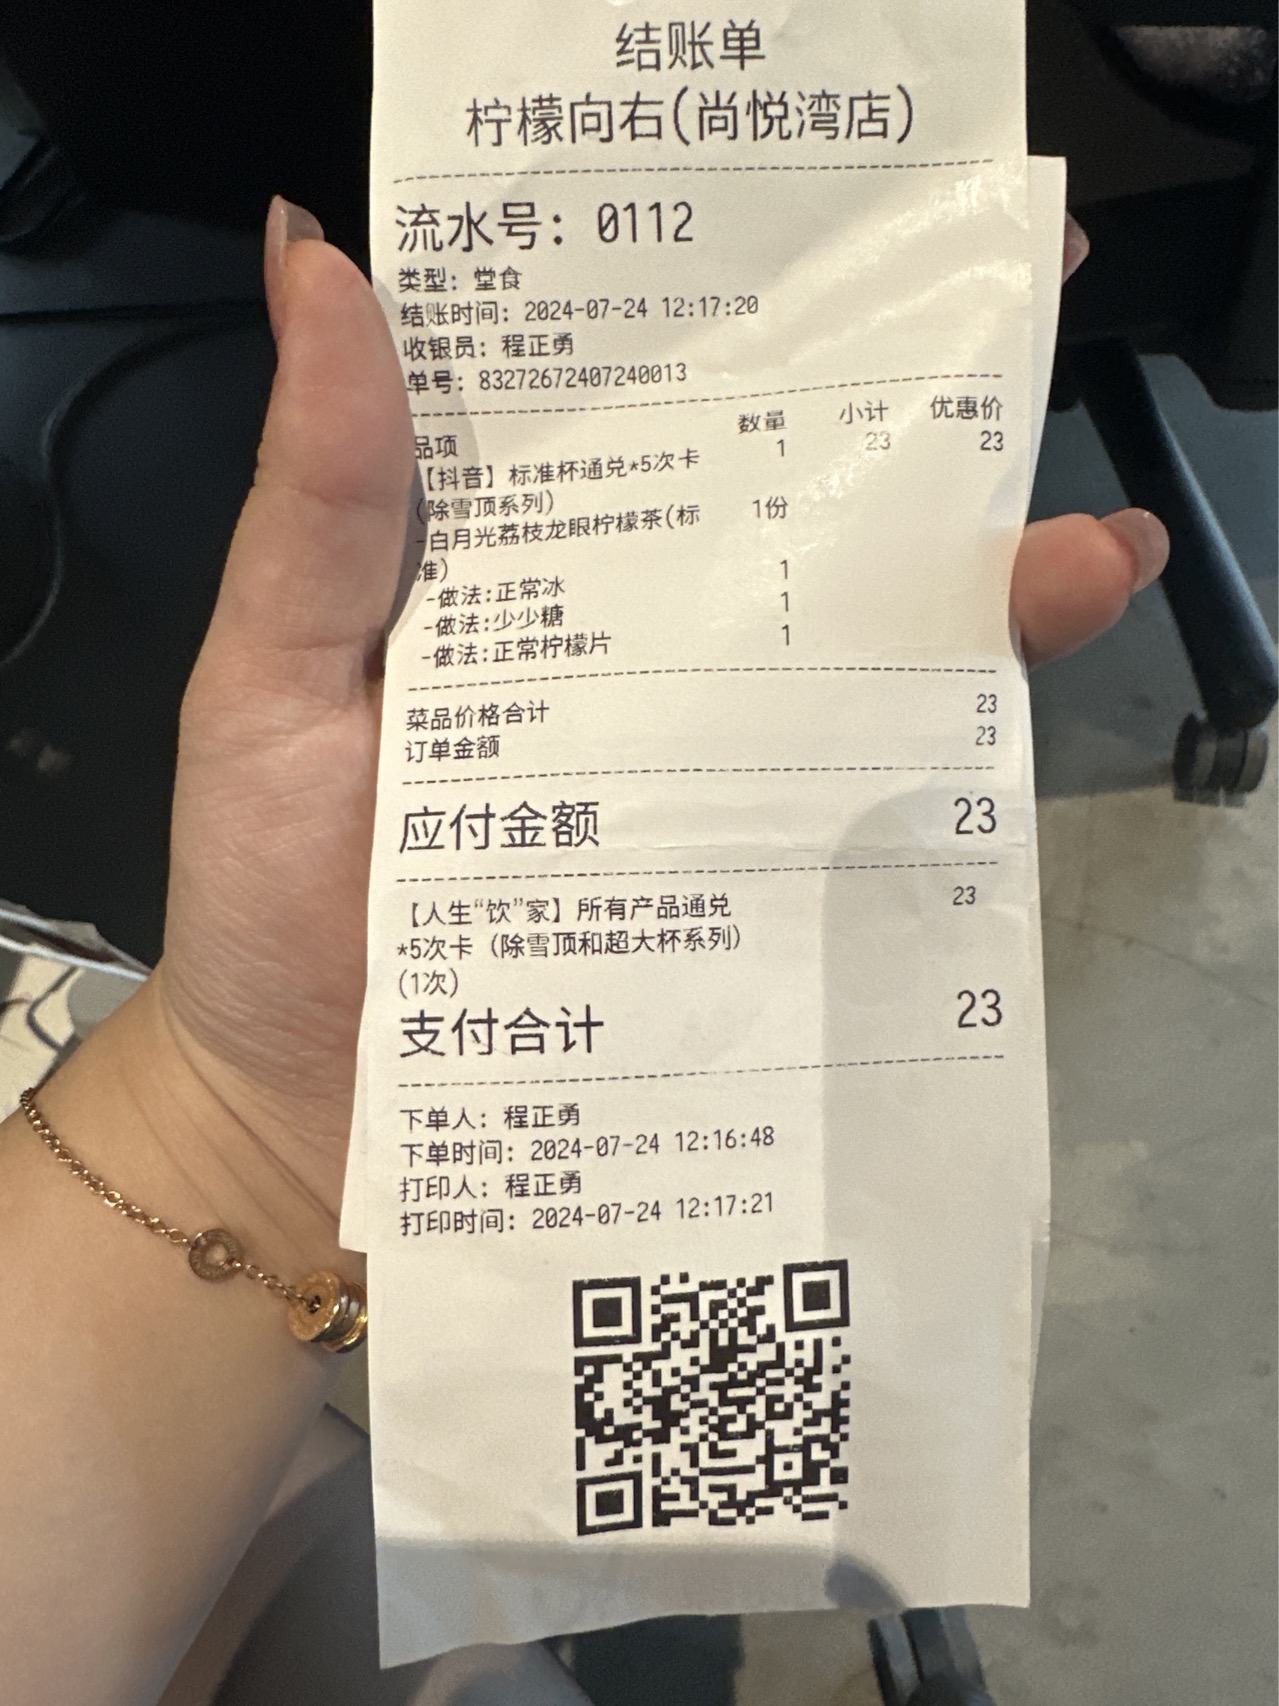 结账单
柠檬向右(尚悦湾店)
流水号：0112
类型：堂食
结账时间：2024-07-24 12:17:20
收银员：程正勇
单号：83272672407240013
品项 数量 小计 优惠价
【抖音】标准杯通兑*5次卡 1 23 23
(除雪顶系列)
-白月光荔枝龙眼柠檬茶(标 1份
准)
-做法:正常冰 1
-做法:少少糖 1
-做法:正常柠檬片 1
菜品价格合计 23
订单金额 23
应付金额 23
【人生“饮”家】所有产品通兑 23
*5次卡（除雪顶和超大杯系列）
(1次)
支付合计 23
下单人：程正勇
下单时间：2024-07-24 12:16:48
打印人：程正勇
打印时间：2024-07-24 12:17:21